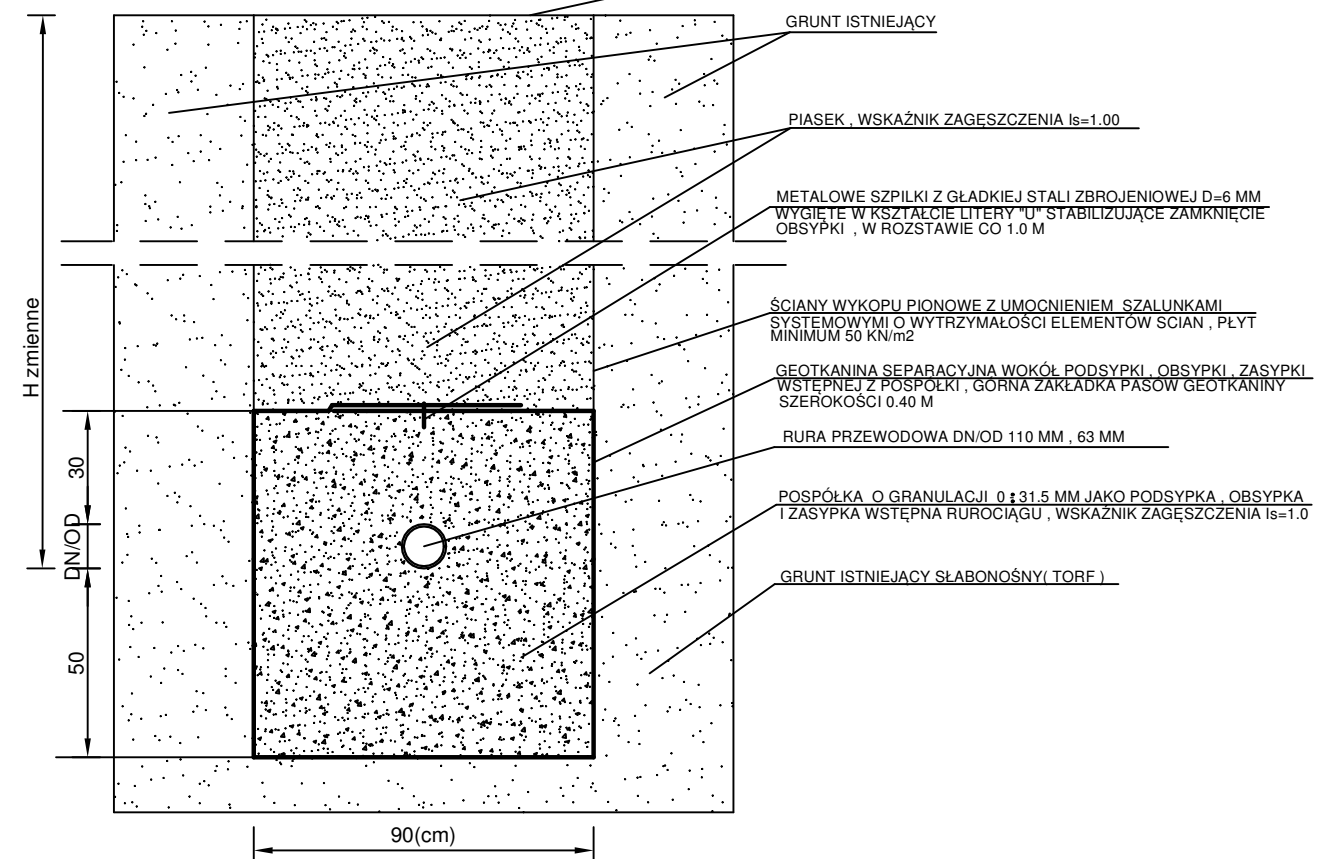 GRUNT ISTNIEJĄCY
PIASEK , WSKAŹNIK ZAGĘSZCZENIA Is=1.00
METALOWE SZPILKI Z GŁADKIEJ STALI ZBROJENIOWEJ D=6 MM
WYGIĘTE W KSZTAŁCIE LITERY "U" STABILIZUJĄCE ZAMKNIĘCIE
OBSYPKI , W ROZSTAWIE CO 1.0 M
ŚCIANY WYKOPU PIONOWE Z UMOCNIENIEM SZALUNKAMI
SYSTEMOWYMI O WYTRZYMAŁOŚCI ELEMENTÓW SCIAN , PŁYT
MINIMUM 50 KN/m2
GEOTKANINA SEPARACYJNA WOKÓŁ PODSYPKI , OBSYPKI , ZASYPKI
WSTĘPNEJ Z POSPÓŁKI , GÓRNA ZAKŁADKA PASÓW GEOTKANINY
SZEROKOŚCI 0.40 M
RURA PRZEWODOWA DN/OD 110 MM , 63 MM
POSPÓŁKA O GRANULACJI 0 ÷ 31.5 MM JAKO PODSYPKA , OBSYPKA
I ZASYPKA WSTĘPNA RUROCIĄGU , WSKAŹNIK ZAGĘSZCZENIA Is=1.0
GRUNT ISTNIEJĄCY SŁABONOŚNY( TORF )
H zmienne
30
DN/OD
50
90(cm)